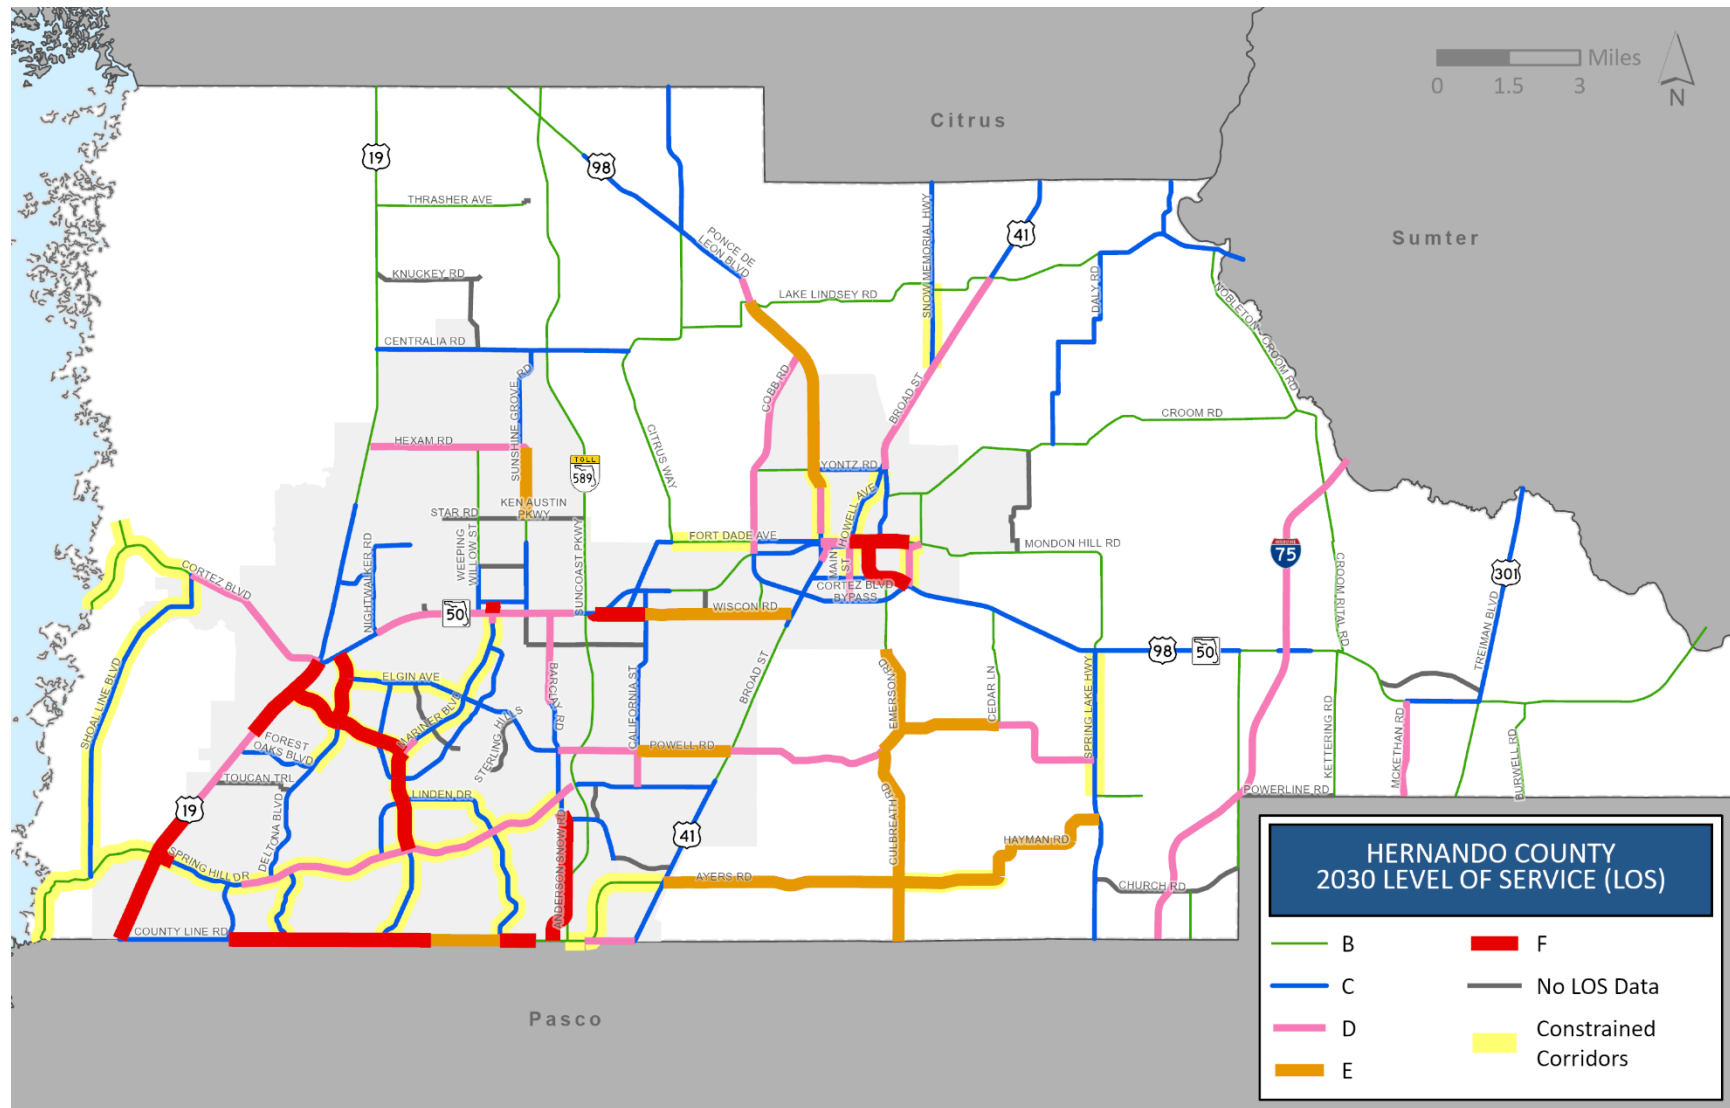 Miles
0 1.5 3
N
Citrus
Sumter
Pasco
19
98
THRASHER AVE
PONCE DE
LEON BLVD
SNOW MEMORIAL HWY
41
KNUCKEY RD
LAKE LINDSEY RD
DALY RD
NOBLETON CROOM RD
CENTRALIA RD
SUNSHINE GROVE RD
COBB RD
BROAD ST
CROOM RD
HEXAM RD
CITRUS WAY
YONTZ RD
TOLL
589
KEN AUSTIN
PKWY
STAR RD
HOWELL AVE
WEEPING
WILLOW ST
SUNCOAST PKWY
FORT DADE AVE
MONDON HILL RD
NIGHTWALKER RD
MAIN ST
75
CORTEZ BLVD
CORTEZ BLVD
BYPASS
CROOM RITAL RD
301
50
WISCON RD
TREIMAN BLVD
98
50
SHOAL LINE BLVD
ELGIN AVE
MARINER BLVD
BARCLAY RD
CALIFORNIA ST
BROAD ST
EMERSON RD
CEDAR LN
SPRING LAKE HWY
STERLING HILLS
FOREST
OAKS BLVD
POWELL RD
KETTERING RD
MCKETHAN RD
BURWELL RD
TOUCAN TRL
LINDEN DR
POWERLINE RD
19
DELTONA BLVD
41
ANDERSON SNOW RD
CULBREATH RD
HAYMAN RD
SPRING HILL DR
AYERS RD
CHURCH RD
COUNTY LINE RD
HERNANDO COUNTY
2030 LEVEL OF SERVICE (LOS)
B
C
D
E
F
No LOS Data
Constrained
Corridors